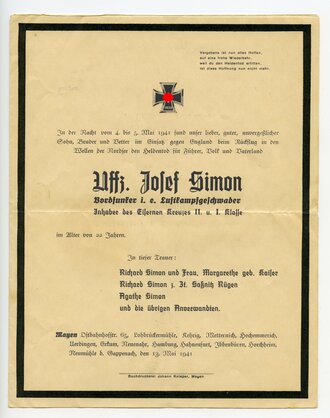 Vergebens ist nun alles Hoffen,
auf eine frohe Wiederkehr,
weil du den Heldentod erlitten,
ist diese Hoffnung nun nicht mehr.
In der Nacht vom 4. bis 5. Mai 1941 fand unser lieber, guter, unvergeßlicher
Sohn, Bruder und Vetter im Einsatz gegen England beim Rückflug in den
Wellen der Nordsee den Heldentod für Führer, Volk und Vaterland
Uffz. Josef Simon
Bordfunker i. e. Luftkampfgeschwader
Inhaber des Eisernen Kreuzes II. u. I. Klasse
im Alter von 22 Jahren.
In tiefer Trauer:
Richard Simon und Frau, Margarethe geb. Kaifer
Richard Simon z. Zt. Saßnitz Rügen
Agathe Simon
und die übrigen Anverwandten.
Mayen Ostbahnhofstr. 65, Lohbrückermühle, Kehrig, Metternich, Hochemmerich,
Uerdingen, Erkum, Neuenahr, Hamburg, Hahnenfurt, Ibbenbüren, Horchheim,
Neumühle b. Gappenach, im 13. Mai 1941
Buchdruckerei Johann Knieper, Mayen